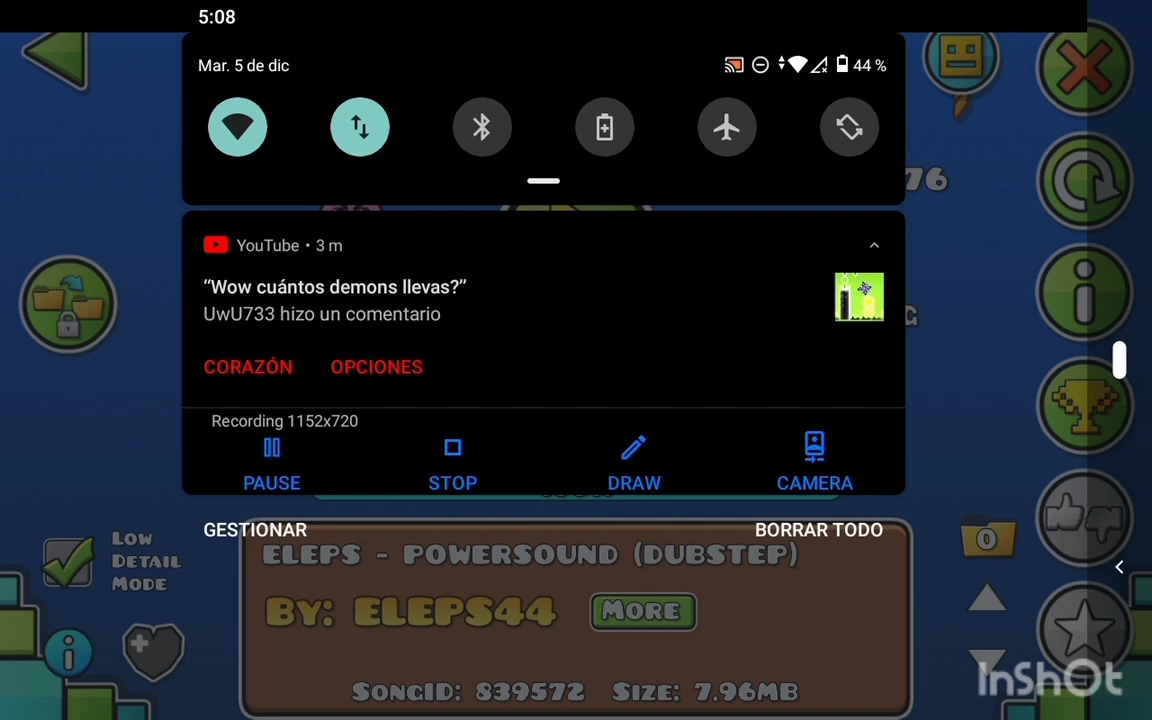 5:08
Mar. 5 de dic
44 %
76
YouTube • 3 m
“Wow cuántos demons llevas?”
UwU733 hizo un comentario
CORAZÓN OPCIONES
Recording 1152x720
PAUSE STOP DRAW CAMERA
GESTIONAR BORRAR TODO
Low
Detail
Mode
0
ELEPS - POWERSOUND (DUBSTEP)
BY: ELEPS44 More
SONGID: 839572 SIZE: 7.96MB
InShOt